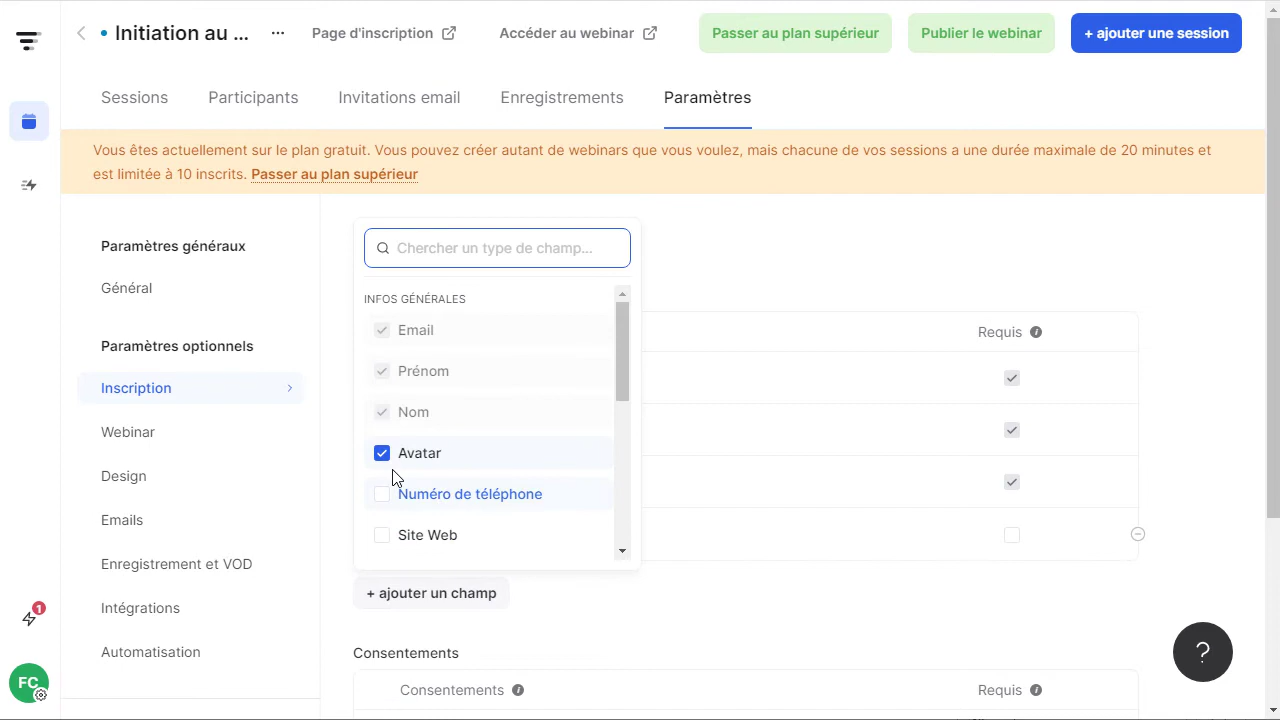 Initiation au ...
Page d'inscription
Accéder au webinar
Passer au plan supérieur
Publier le webinar
+ ajouter une session
Sessions
Participants
Invitations email
Enregistrements
Paramètres
Vous êtes actuellement sur le plan gratuit. Vous pouvez créer autant de webinars que vous voulez, mais chacune de vos sessions a une durée maximale de 20 minutes et
est limitée à 10 inscrits. Passer au plan supérieur
Paramètres généraux
Général
Paramètres optionnels
Inscription
Webinar
Design
Emails
Enregistrement et VOD
Intégrations
Automatisation
1
FC
Chercher un type de champ...
INFOS GÉNÉRALES
Email
Prénom
Nom
Avatar
Numéro de téléphone
Site Web
Requis
+ ajouter un champ
Consentements
Consentements
Requis
?